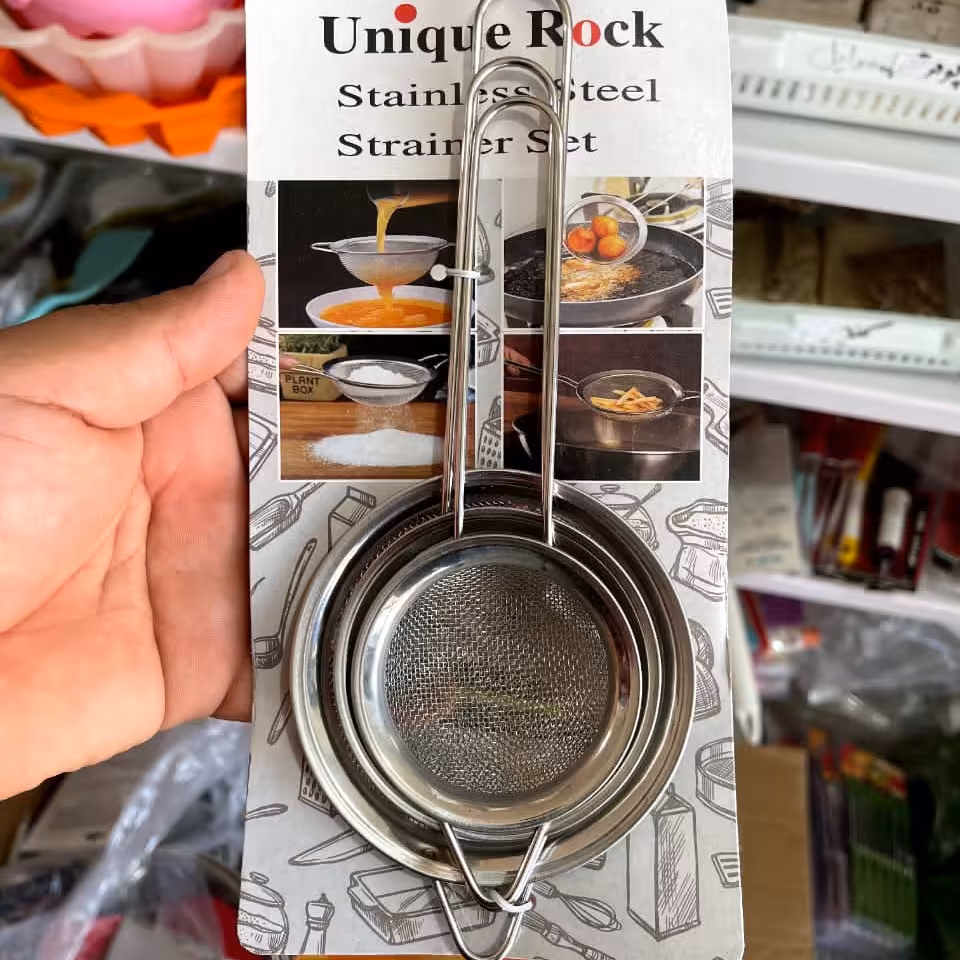 Unique Rock
Stainless Steel
Strainer Set
PLANT
BOX